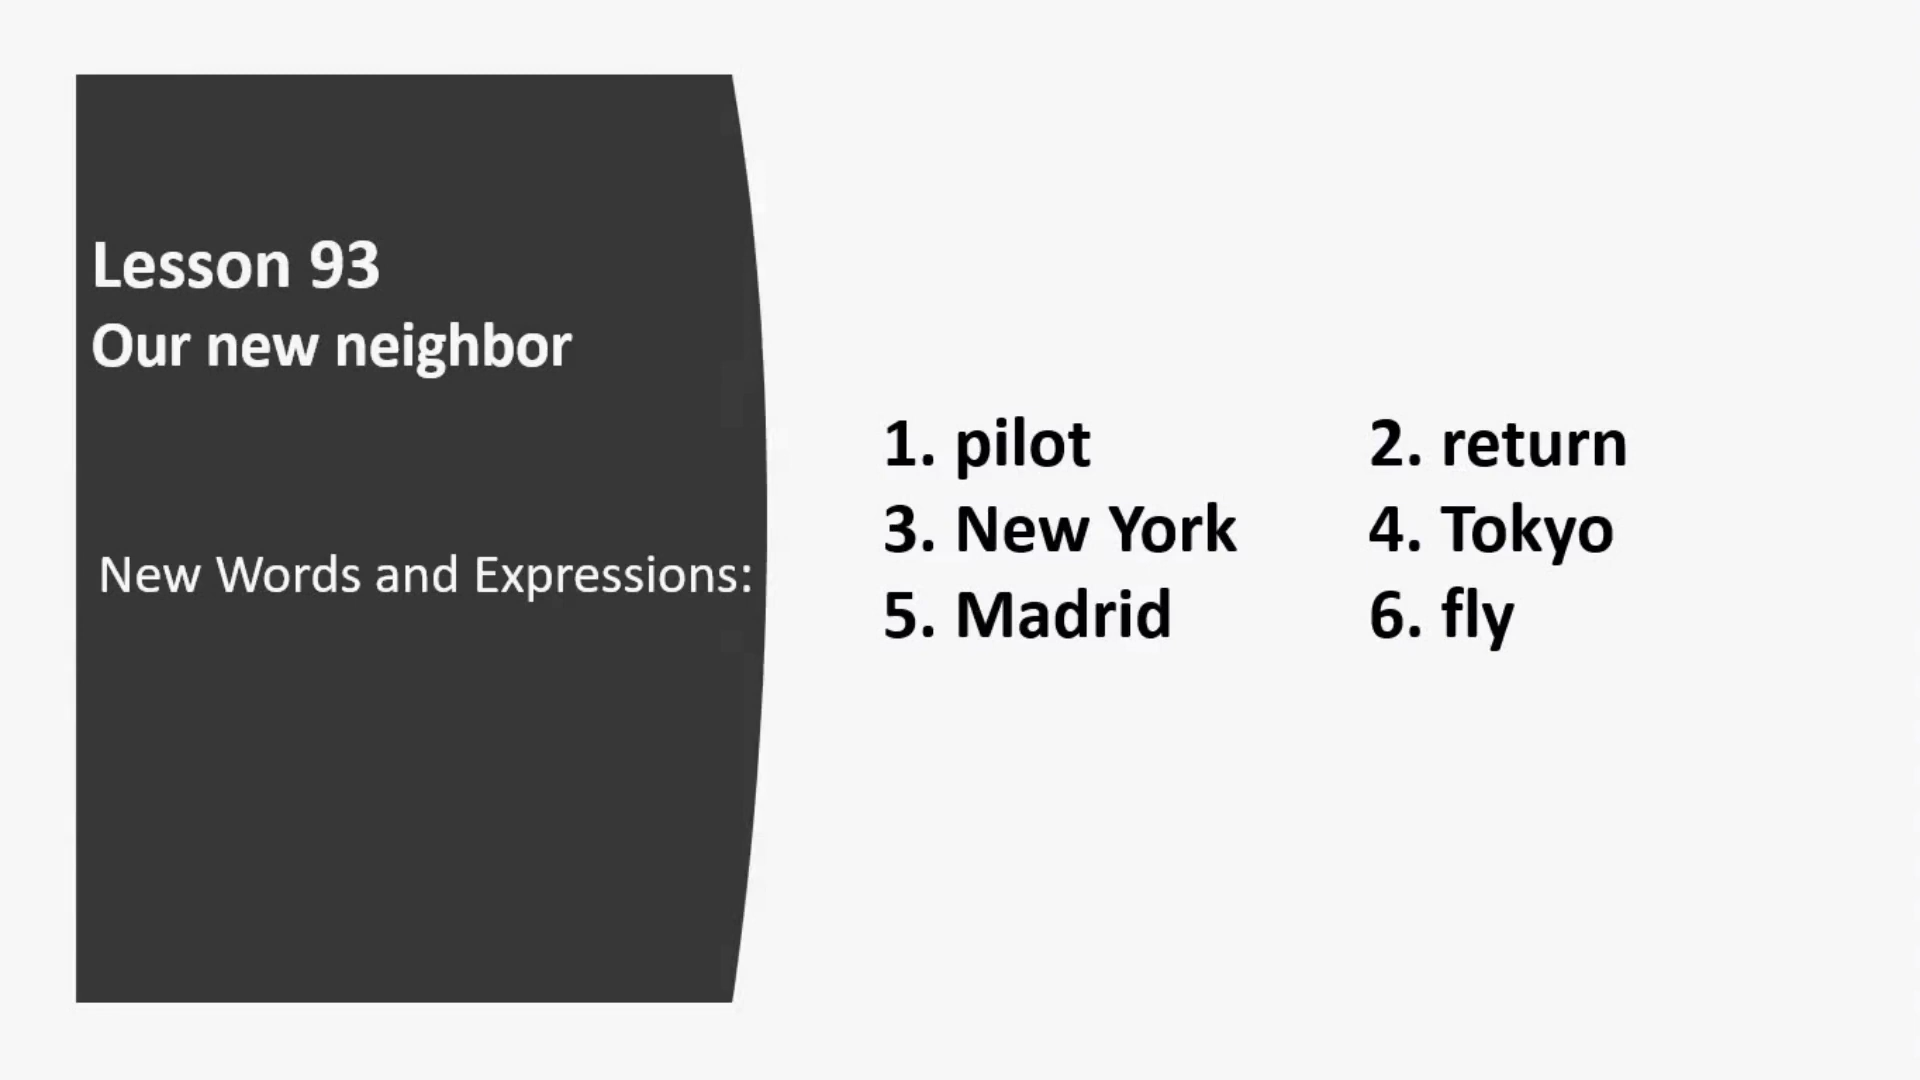 Lesson 93
Our new neighbor
New Words and Expressions:
1. pilot 2. return
3. New York 4. Tokyo
5. Madrid 6. fly